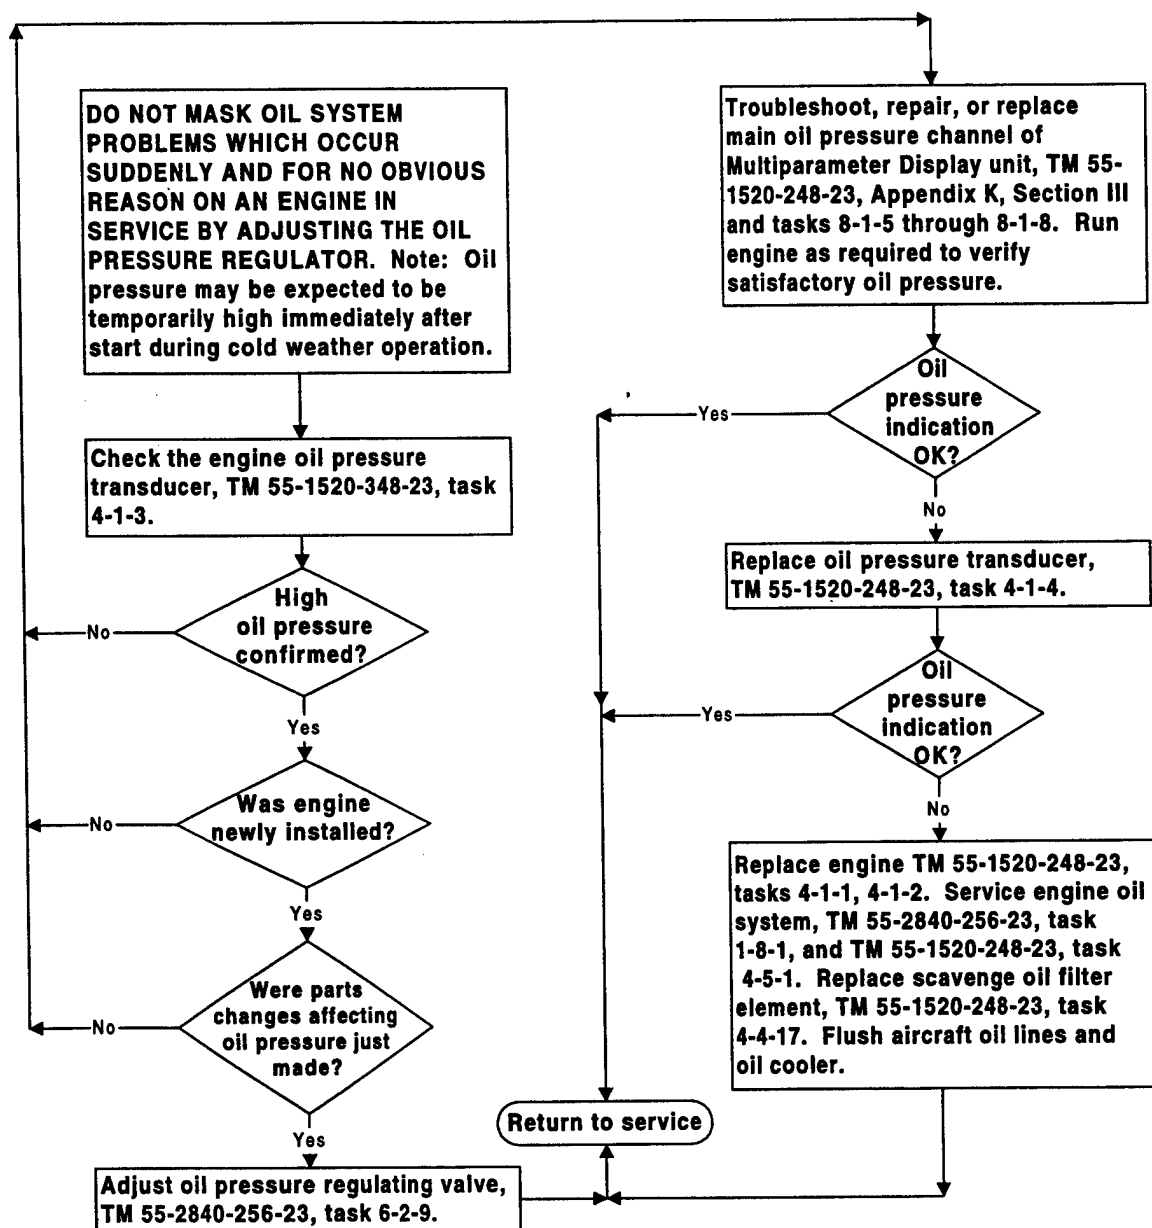 DO NOT MASK OIL SYSTEM
PROBLEMS WHICH OCCUR
SUDDENLY AND FOR NO OBVIOUS
REASON ON AN ENGINE IN
SERVICE BY ADJUSTING THE OIL
PRESSURE REGULATOR. Note: Oil
pressure may be expected to be
temporarily high immediately after
start during cold weather operation.
Check the engine oil pressure
transducer, TM 55-1520-348-23, task
4-1-3.
High
oil pressure
confirmed?
No
Yes
Was engine
newly installed?
No
Yes
Were parts
changes affecting
oil pressure just
made?
No
Yes
Adjust oil pressure regulating valve,
TM 55-2840-256-23, task 6-2-9.
Troubleshoot, repair, or replace
main oil pressure channel of
Multiparameter Display unit, TM 55-
1520-248-23, Appendix K, Section III
and tasks 8-1-5 through 8-1-8. Run
engine as required to verify
satisfactory oil pressure.
Oil
pressure
indication
OK?
Yes
No
Replace oil pressure transducer,
TM 55-1520-248-23, task 4-1-4.
Oil
pressure
indication
OK?
Yes
No
Replace engine TM 55-1520-248-23,
tasks 4-1-1, 4-1-2. Service engine oil
system, TM 55-2840-256-23, task
1-8-1, and TM 55-1520-248-23, task
4-5-1. Replace scavenge oil filter
element, TM 55-1520-248-23, task
4-4-17. Flush aircraft oil lines and
oil cooler.
Return to service